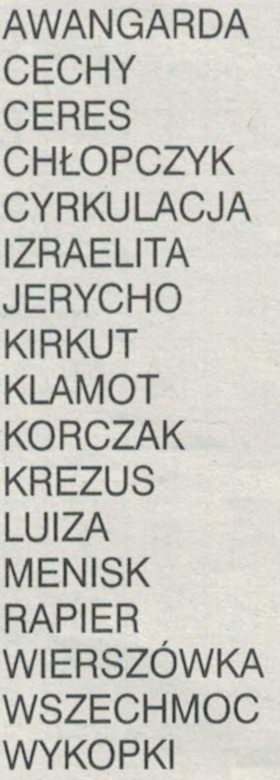 AWANGARDA
CECHY
CERES
CHŁOPCZYK
CYRKULACJA
IZRAELITA
JERYCHO
KIRKUT
KLAMOT
KORCZAK
KREZUS
LUIZA
MENISK
RAPIER
WIERSZÓWKA
WSZECHMOC
WYKOPKI